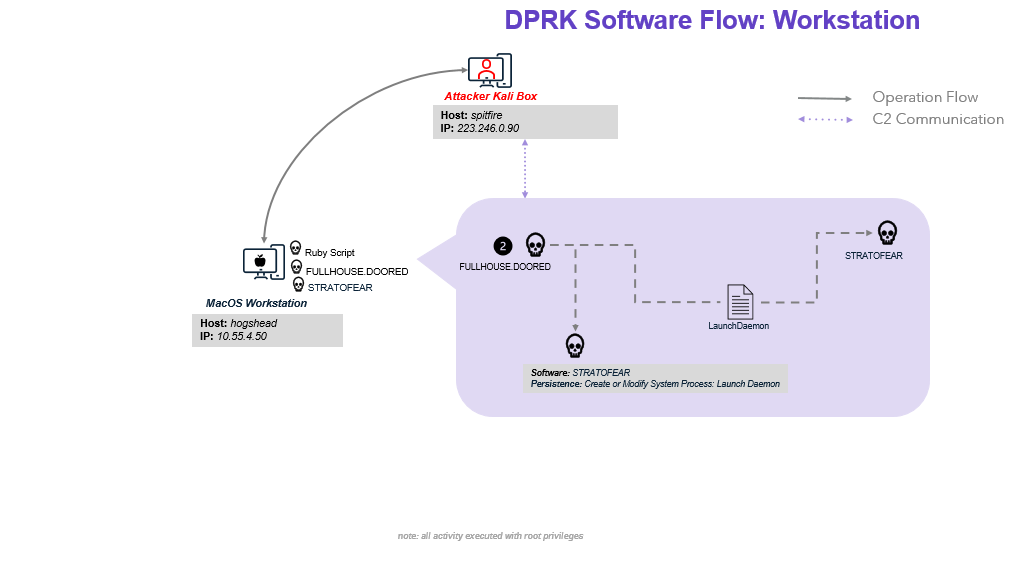 DPRK Software Flow: Workstation
Attacker Kali Box
Host: spitfire
IP: 223.246.0.90
Operation Flow
C2 Communication
Ruby Script
FULLHOUSE.DOORED
STRATOFEAR
MacOS Workstation
Host: hogshead
IP: 10.55.4.50
2
FULLHOUSE.DOORED
STRATOFEAR
LaunchDaemon
Software: STRATOFEAR
Persistence: Create or Modify System Process: Launch Daemon
note: all activity executed with root privileges